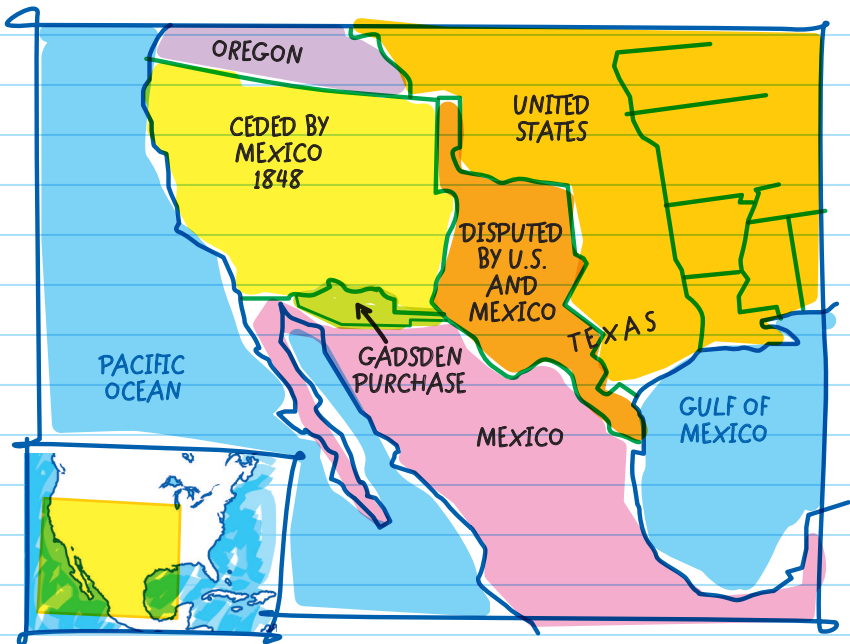 OREGON
CEDED BY
MEXICO
1848
UNITED
STATES
DISPUTED
BY U.S.
AND
MEXICO
TEXAS
PACIFIC
OCEAN
GADSDEN
PURCHASE
MEXICO
GULF OF
MEXICO